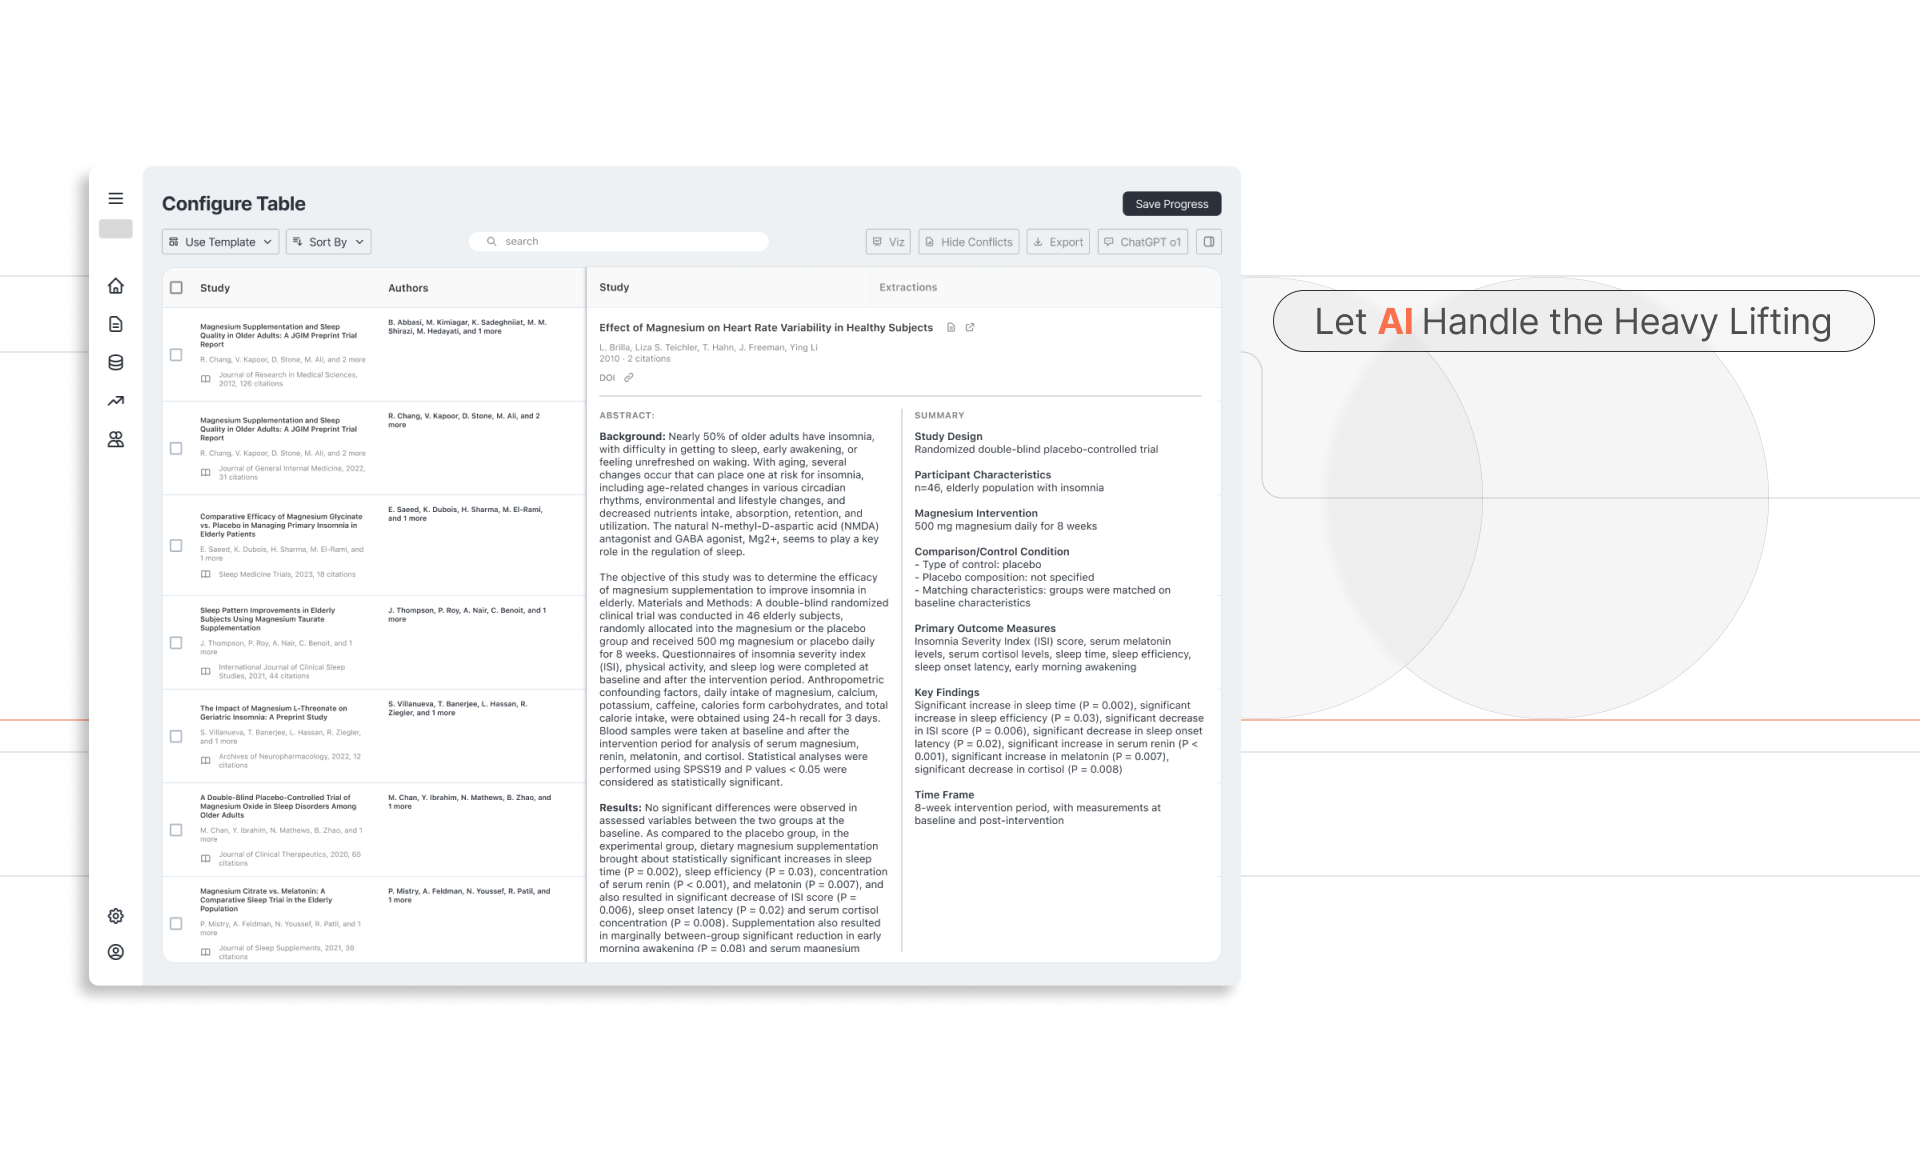 Configure Table
Save Progress
Use Template
Sort By
search
Viz
Hide Conflicts
Export
ChatGPT o1
Study
Authors
Magnesium Supplementation and Sleep
Quality in Older Adults: A JGIM Preprint Trial
Report
R. Chang, V. Kapoor, D. Stone, M. Ali, and 2 more
Journal of Research in Medical Sciences,
2012, 126 citations
B. Abbasi, M. Kimiagar, K. Sadeghniiat, M. M.
Shirazi, M. Hedayati, and 1 more
Magnesium Supplementation and Sleep
Quality in Older Adults: A JGIM Preprint Trial
Report
R. Chang, V. Kapoor, D. Stone, M. Ali, and 2 more
Journal of General Internal Medicine, 2022,
31 citations
R. Chang, V. Kapoor, D. Stone, M. Ali, and 2
more
Comparative Efficacy of Magnesium Glycinate
vs. Placebo in Managing Primary Insomnia in
Elderly Patients
E. Saeed, K. Dubois, H. Sharma, M. El-Rami, and
1 more
Sleep Medicine Trials, 2023, 18 citations
E. Saeed, K. Dubois, H. Sharma, M. El-Rami,
and 1 more
Sleep Pattern Improvements in Elderly
Subjects Using Magnesium Taurate
Supplementation
J. Thompson, P. Roy, A. Nair, C. Benoit, and 1
more
International Journal of Clinical Sleep
Studies, 2021, 44 citations
J. Thompson, P. Roy, A. Nair, C. Benoit, and 1
more
The Impact of Magnesium L-Threonate on
Geriatric Insomnia: A Preprint Study
S. Villanueva, T. Banerjee, L. Hassan, R. Ziegler,
and 1 more
Archives of Neuropharmacology, 2022, 12
citations
S. Villanueva, T. Banerjee, L. Hassan, R.
Ziegler, and 1 more
A Double-Blind Placebo-Controlled Trial of
Magnesium Oxide in Sleep Disorders Among
Older Adults
M. Chan, Y. Ibrahim, N. Mathews, B. Zhao, and 1
more
Journal of Clinical Therapeutics, 2020, 65
citations
M. Chan, Y. Ibrahim, N. Mathews, B. Zhao, and
1 more
Magnesium Citrate vs. Melatonin: A
Comparative Sleep Trial in the Elderly
Population
P. Mistry, A. Feldman, N. Youssef, R. Patil, and 1
more
Journal of Sleep Supplements, 2021, 38
citations
P. Mistry, A. Feldman, N. Youssef, R. Patil, and
1 more
Study
Extractions
Effect of Magnesium on Heart Rate Variability in Healthy Subjects
L. Brilla, Liza S. Teichler, T. Hahn, J. Freeman, Ying Li
2010 · 2 citations
DOI
ABSTRACT:
Background: Nearly 50% of older adults have insomnia,
with difficulty in getting to sleep, early awakening, or
feeling unrefreshed on waking. With aging, several
changes occur that can place one at risk for insomnia,
including age-related changes in various circadian
rhythms, environmental and lifestyle changes, and
decreased nutrients intake, absorption, retention, and
utilization. The natural N-methyl-D-aspartic acid (NMDA)
antagonist and GABA agonist, Mg2+, seems to play a key
role in the regulation of sleep.
The objective of this study was to determine the efficacy
of magnesium supplementation to improve insomnia in
elderly. Materials and Methods: A double-blind randomized
clinical trial was conducted in 46 elderly subjects,
randomly allocated into the magnesium or the placebo
group and received 500 mg magnesium or placebo daily
for 8 weeks. Questionnaires of insomnia severity index
(ISI), physical activity, and sleep log were completed at
baseline and after the intervention period. Anthropometric
confounding factors, daily intake of magnesium, calcium,
potassium, caffeine, calories form carbohydrates, and total
calorie intake, were obtained using 24-h recall for 3 days.
Blood samples were taken at baseline and after the
intervention period for analysis of serum magnesium,
renin, melatonin, and cortisol. Statistical analyses were
performed using SPSS19 and P values < 0.05 were
considered as statistically significant.
Results: No significant differences were observed in
assessed variables between the two groups at the
baseline. As compared to the placebo group, in the
experimental group, dietary magnesium supplementation
brought about statistically significant increases in sleep
time (P = 0.002), sleep efficiency (P = 0.03), concentration
of serum renin (P < 0.001), and melatonin (P = 0.007), and
also resulted in significant decrease of ISI score (P =
0.006), sleep onset latency (P = 0.02) and serum cortisol
concentration (P = 0.008). Supplementation also resulted
in marginally between-group significant reduction in early
morning awakening (P = 0.08) and serum magnesium
SUMMARY
Study Design
Randomized double-blind placebo-controlled trial
Participant Characteristics
n=46, elderly population with insomnia
Magnesium Intervention
500 mg magnesium daily for 8 weeks
Comparison/Control Condition
- Type of control: placebo
- Placebo composition: not specified
- Matching characteristics: groups were matched on
baseline characteristics
Primary Outcome Measures
Insomnia Severity Index (ISI) score, serum melatonin
levels, serum cortisol levels, sleep time, sleep efficiency,
sleep onset latency, early morning awakening
Key Findings
Significant increase in sleep time (P = 0.002), significant
increase in sleep efficiency (P = 0.03), significant decrease
in ISI score (P = 0.006), significant decrease in sleep onset
latency (P = 0.02), significant increase in serum renin (P <
0.001), significant increase in melatonin (P = 0.007),
significant decrease in cortisol (P = 0.008)
Time Frame
8-week intervention period, with measurements at
baseline and post-intervention
Let AI Handle the Heavy Lifting